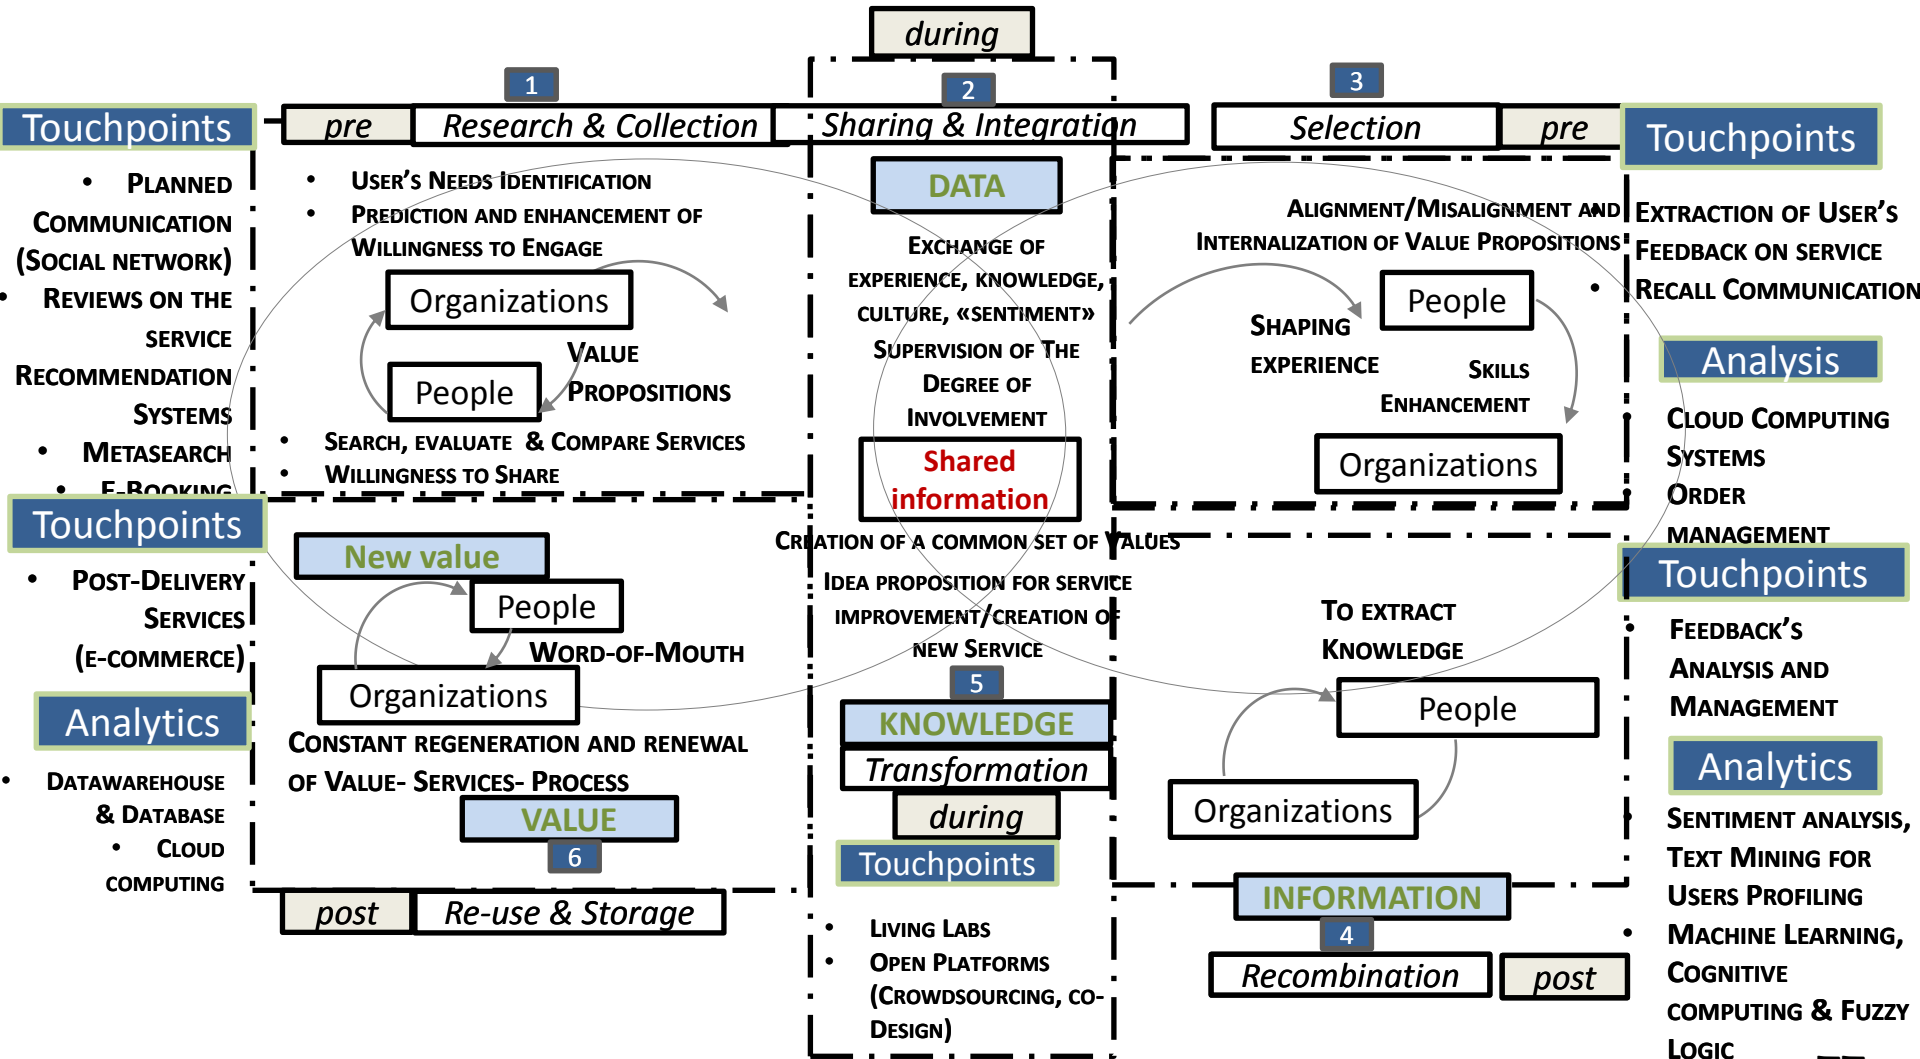 during
1
2
3
Touchpoints
pre
Research & Collection
Sharing & Integration
Selection
pre
Touchpoints
• PLANNED
COMMUNICATION
(SOCIAL NETWORK)
• REVIEWS ON THE
SERVICE
RECOMMENDATION
SYSTEMS
• METASEARCH
• E-BOOKING
• USER'S NEEDS IDENTIFICATION
• PREDICTION AND ENHANCEMENT OF
WILLINGNESS TO ENGAGE
Organizations
VALUE
PROPOSITIONS
People
• SEARCH, EVALUATE & COMPARE SERVICES
• WILLINGNESS TO SHARE
DATA
EXCHANGE OF
EXPERIENCE, KNOWLEDGE,
CULTURE, «SENTIMENT»
SUPERVISION OF THE
DEGREE OF
INVOLVEMENT
Shared
information
CREATION OF A COMMON SET OF VALUES
IDEA PROPOSITION FOR SERVICE
IMPROVEMENT/CREATION OF
NEW SERVICE
ALIGNMENT/MISALIGNMENT AND
INTERNALIZATION OF VALUE PROPOSITIONS
People
SHAPING
EXPERIENCE
SKILLS
ENHANCEMENT
Organizations
• EXTRACTION OF USER'S
FEEDBACK ON SERVICE
• RECALL COMMUNICATION
Analysis
• CLOUD COMPUTING
SYSTEMS
• ORDER
MANAGEMENT
Touchpoints
• POST-DELIVERY
SERVICES
(E-COMMERCE)
Analytics
• DATAWAREHOUSE
& DATABASE
• CLOUD
COMPUTING
New value
People
WORD-OF-MOUTH
Organizations
CONSTANT REGENERATION AND RENEWAL
OF VALUE- SERVICES- PROCESS
VALUE
6
post
Re-use & Storage
5
KNOWLEDGE
Transformation
during
Touchpoints
• LIVING LABS
• OPEN PLATFORMS
(CROWDSOURCING, CO-
DESIGN)
TO EXTRACT
KNOWLEDGE
People
Organizations
INFORMATION
4
Recombination
post
Touchpoints
• FEEDBACK'S
ANALYSIS AND
MANAGEMENT
Analytics
• SENTIMENT ANALYSIS,
TEXT MINING FOR
USERS PROFILING
• MACHINE LEARNING,
COGNITIVE
COMPUTING & FUZZY
LOGIC